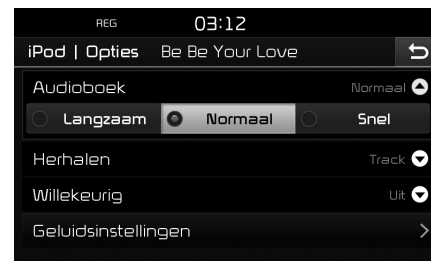 REG 03:12
iPod | Opties Be Be Your Love
Audioboek Normaal
Langzaam Normaal Snel
Herhalen Track
Willekeurig Uit
Geluidsinstellingen